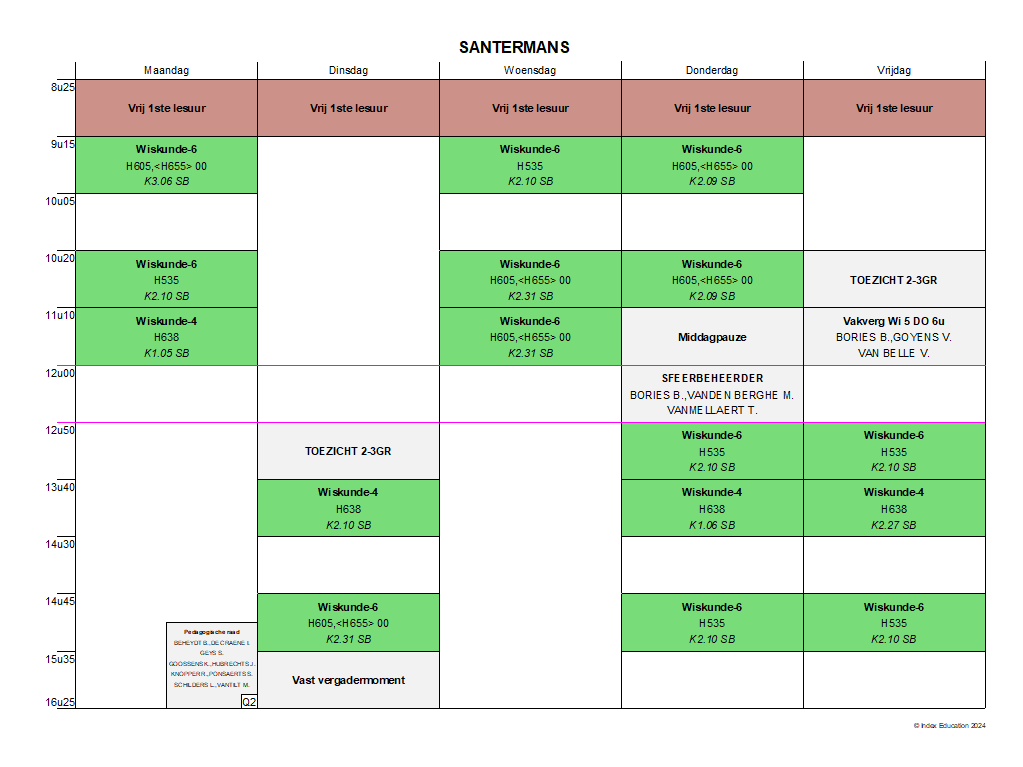 SANTERMANS
Maandag Dinsdag Woensdag Donderdag Vrijdag
8u25
Vrij 1ste lesuur Vrij 1ste lesuur Vrij 1ste lesuur Vrij 1ste lesuur Vrij 1ste lesuur
9u15
Wiskunde-6 Wiskunde-6 Wiskunde-6
H605,<H655> 00 H535 H605,<H655> 00
K3.06 SB K2.10 SB K2.09 SB
10u05
10u20
Wiskunde-6 Wiskunde-6 Wiskunde-6
H535 H605,<H655> 00 H605,<H655> 00 TOEZICHT 2-3GR
K2.10 SB K2.31 SB K2.09 SB
11u10
Wiskunde-4 Wiskunde-6 Vakverg Wi 5 DO 6u
H638 H605,<H655> 00 Middagpauze BORIES B.,GOYENS V.
K1.05 SB K2.31 SB VAN BELLE V.
12u00
SFEERBEHEERDER
BORIES B.,VANDEN BERGHE M.
VANMELLAERT T.
12u50
Wiskunde-6 Wiskunde-6
TOEZICHT 2-3GR H535 H535
K2.10 SB K2.10 SB
13u40
Wiskunde-4 Wiskunde-4 Wiskunde-4
H638 H638 H638
K2.10 SB K1.06 SB K2.27 SB
14u30
14u45
Wiskunde-6 Wiskunde-6 Wiskunde-6
H605,<H655> 00 H535 H535
K2.31 SB K2.10 SB K2.10 SB
Pedagogische raad
BEHEYDT B.,DE CRAENE I.
GEYS S.
15u35
GOOSSENS K.,HUBRECHTS J.
KNOPPER R.,PONSAERTS S.
SCHILDERS L.,VANTILT M.
Vast vergadermoment
16u25
Q2
© Index Education 2024